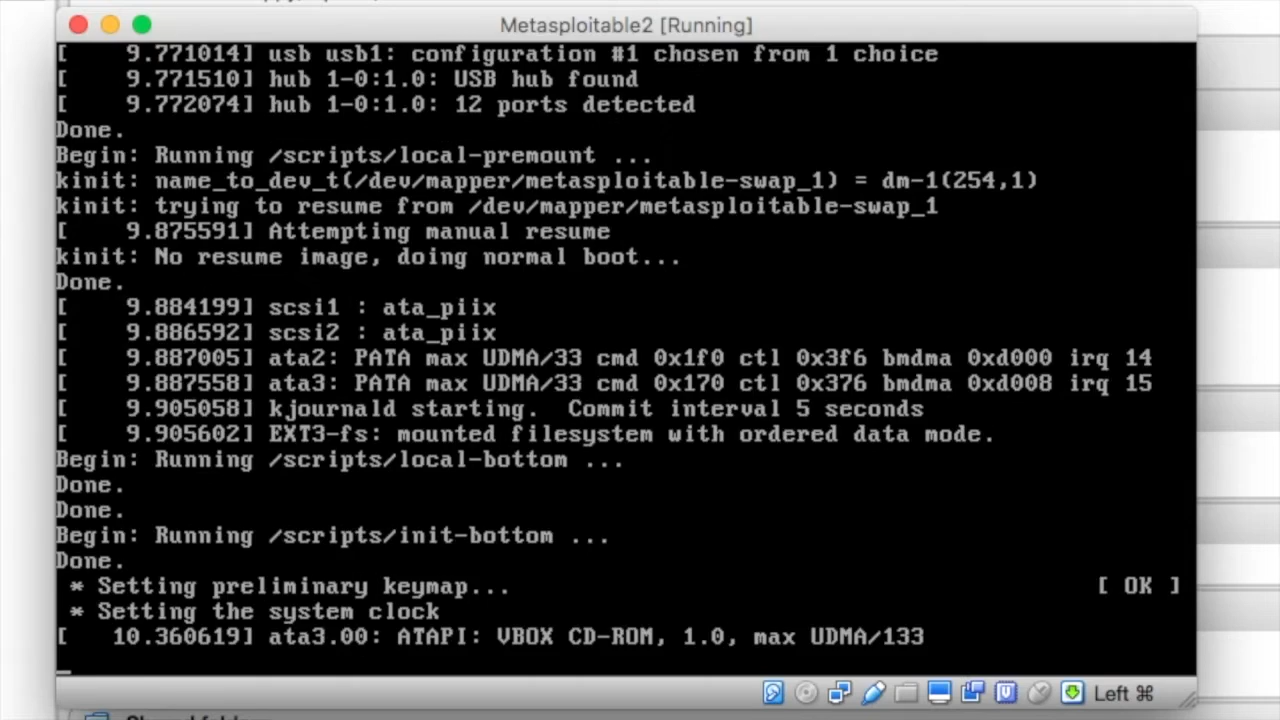 Metasploitable2 [Running]
[    9.771014] usb usb1: configuration #1 chosen from 1 choice
[    9.771510] hub 1-0:1.0: USB hub found
[    9.772074] hub 1-0:1.0: 12 ports detected
Done.
Begin: Running /scripts/local-premount ...
kinit: name_to_dev_t(/dev/mapper/metasploitable-swap_1) = dm-1(254,1)
kinit: trying to resume from /dev/mapper/metasploitable-swap_1
[    9.875591] Attempting manual resume
kinit: No resume image, doing normal boot...
Done.
[    9.884199] scsi1 : ata_piix
[    9.886592] scsi2 : ata_piix
[    9.887005] ata2: PATA max UDMA/33 cmd 0x1f0 ctl 0x3f6 bmdma 0xd000 irq 14
[    9.887558] ata3: PATA max UDMA/33 cmd 0x170 ctl 0x376 bmdma 0xd008 irq 15
[    9.905058] kjournald starting.  Commit interval 5 seconds
[    9.905602] EXT3-fs: mounted filesystem with ordered data mode.
Begin: Running /scripts/local-bottom ...
Done.
Done.
Begin: Running /scripts/init-bottom ...
Done.
 * Setting preliminary keymap... [ OK ]
 * Setting the system clock
[   10.360619] ata3.00: ATAPI: VBOX CD-ROM, 1.0, max UDMA/133
Left ⌘